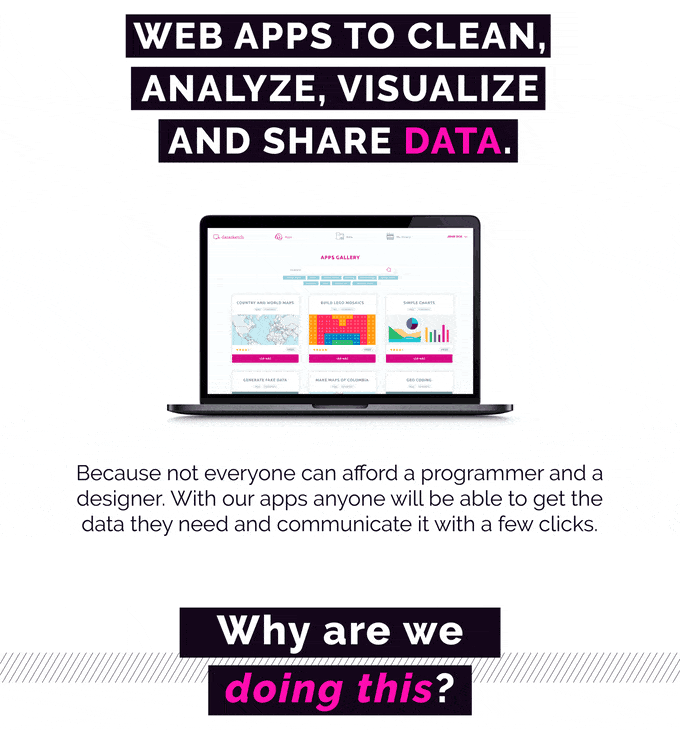 WEB APPS TO CLEAN,
ANALYZE, VISUALIZE
AND SHARE DATA.
datasketch
Apps
APPS GALLERY
COUNTRY AND WORLD MAPS
BUILD LEGO MOSAICS
SIMPLE CHARTS
GENERATE FAKE DATA
MAKE MAPS OF COLOMBIA
GEO CODING
Because not everyone can afford a programmer and a
designer. With our apps anyone will be able to get the
data they need and communicate it with a few clicks.
Why are we
doing this?